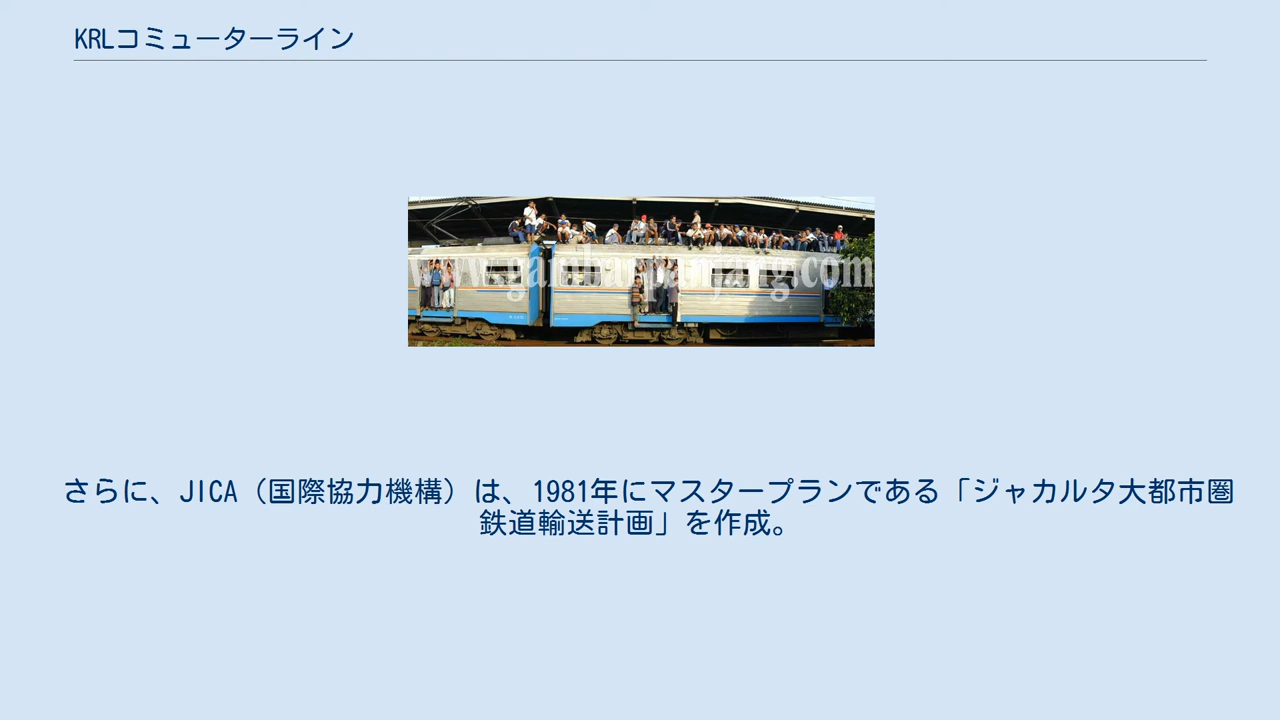 KRLコミューターライン
www.gambarpanjang.com
さらに、JICA（国際協力機構）は、1981年にマスタープランである「ジャカルタ大都市圏
鉄道輸送計画」を作成。